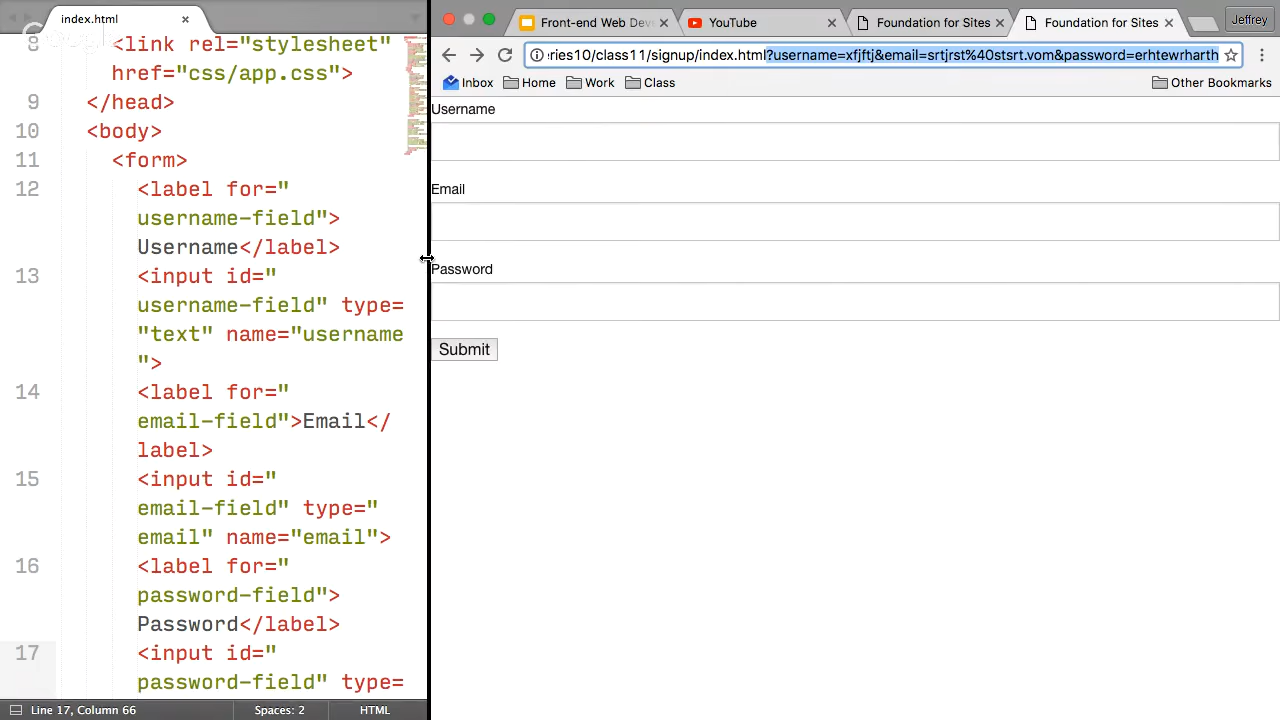 index.html
Google
8 <link rel="stylesheet"
href="css/app.css">
9 </head>
10 <body>
11 <form>
12 <label for="
username-field">
Username</label>
13 <input id="
username-field" type=
"text" name="username
">
14 <label for="
email-field">Email</
label>
15 <input id="
email-field" type="
email" name="email">
16 <label for="
password-field">
Password</label>
17 <input id="
password-field" type=
Line 17, Column 66
Spaces: 2
HTML
Front-end Web Dev
YouTube
Foundation for Sites
Foundation for Sites
Jeffrey
eries10/class11/signup/index.html?username=xfjftj&email=srtjrst%40stsrt.vom&password=erhtewrharth
Inbox Home Work Class Other Bookmarks
Username
Email
Password
Submit